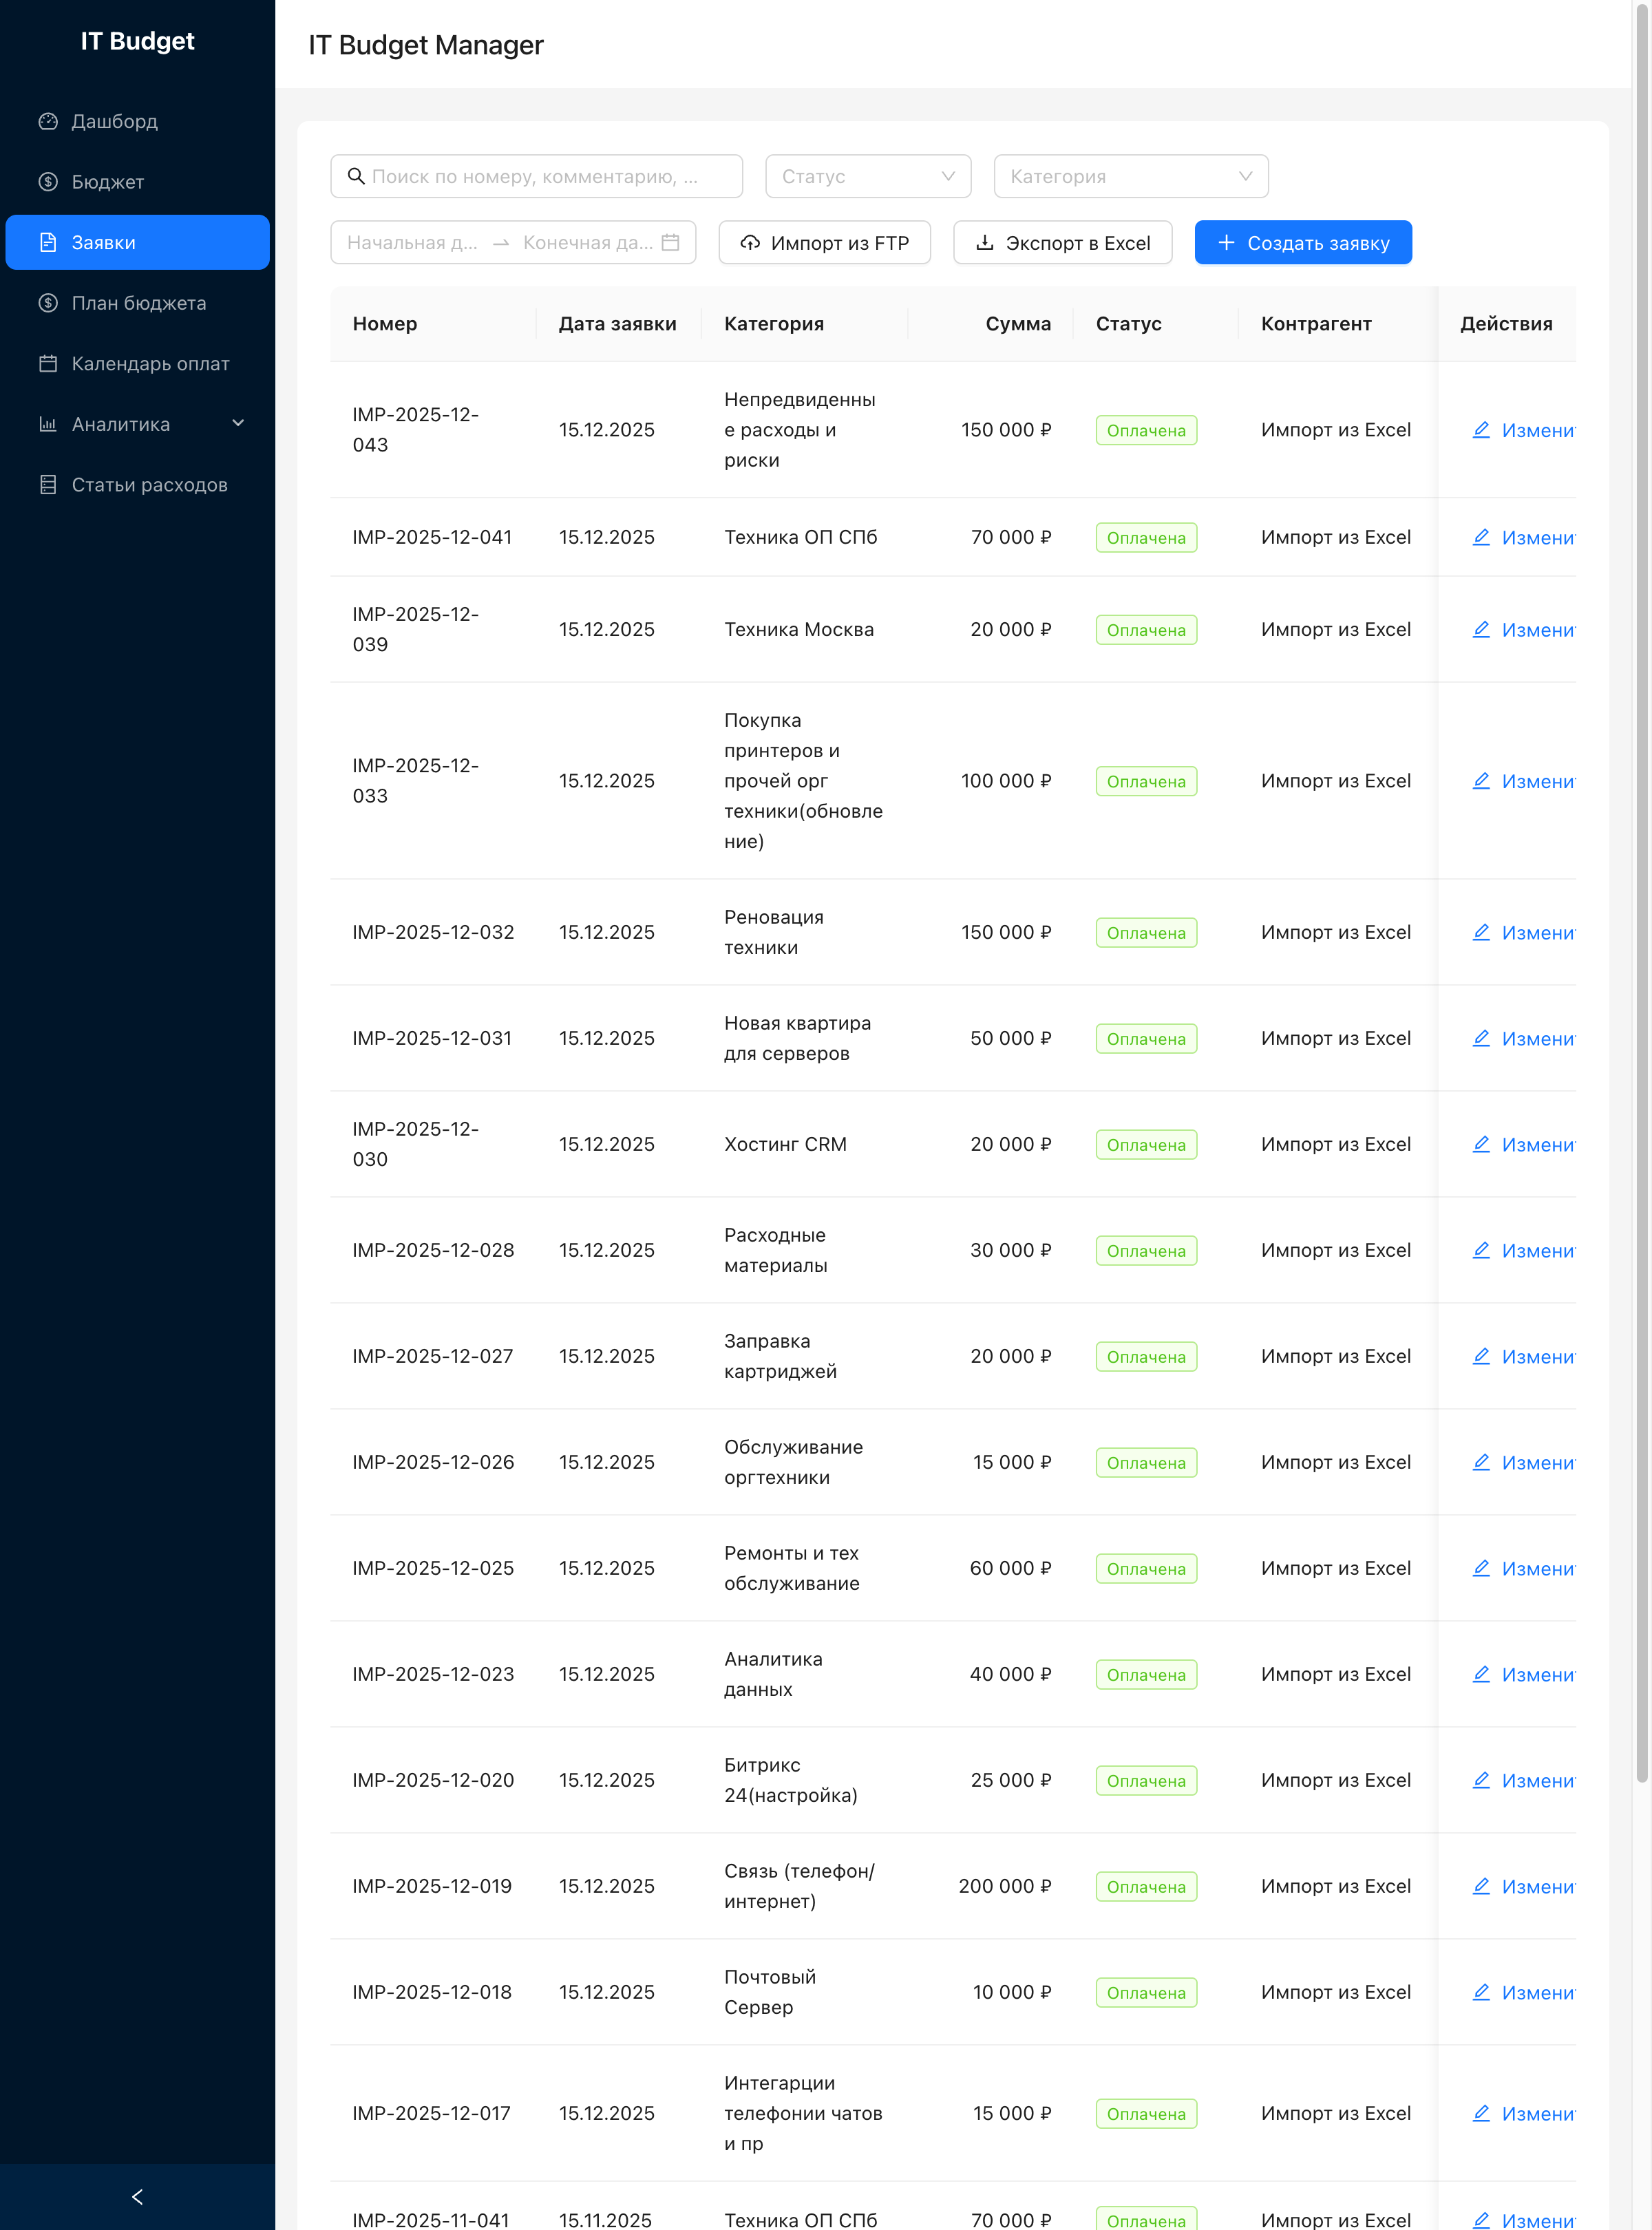 IT Budget
IT Budget Manager
Дашборд
Бюджет
Заявки
План бюджета
Календарь оплат
Аналитика
Статьи расходов
Поиск по номеру, комментарию, ...
Статус
Категория
Начальная д...
Конечная да...
Импорт из FTP
Экспорт в Excel
Создать заявку
Номер Дата заявки Категория Сумма Статус Контрагент Действия
IMP-2025-12-
043
15.12.2025
Непредвиденны
е расходы и
риски
150 000 ₽ Оплачена Импорт из Excel Измени
IMP-2025-12-041 15.12.2025 Техника ОП СПб 70 000 ₽ Оплачена Импорт из Excel Измени
IMP-2025-12-
039
15.12.2025 Техника Москва 20 000 ₽ Оплачена Импорт из Excel Измени
IMP-2025-12-
033
15.12.2025
Покупка
принтеров и
прочей орг
техники(обновле
ние)
100 000 ₽ Оплачена Импорт из Excel Измени
IMP-2025-12-032 15.12.2025
Реновация
техники
150 000 ₽ Оплачена Импорт из Excel Измени
IMP-2025-12-031 15.12.2025
Новая квартира
для серверов
50 000 ₽ Оплачена Импорт из Excel Измени
IMP-2025-12-
030
15.12.2025 Хостинг CRM 20 000 ₽ Оплачена Импорт из Excel Измени
IMP-2025-12-028 15.12.2025
Расходные
материалы
30 000 ₽ Оплачена Импорт из Excel Измени
IMP-2025-12-027 15.12.2025
Заправка
картриджей
20 000 ₽ Оплачена Импорт из Excel Измени
IMP-2025-12-026 15.12.2025
Обслуживание
оргтехники
15 000 ₽ Оплачена Импорт из Excel Измени
IMP-2025-12-025 15.12.2025
Ремонты и тех
обслуживание
60 000 ₽ Оплачена Импорт из Excel Измени
IMP-2025-12-023 15.12.2025
Аналитика
данных
40 000 ₽ Оплачена Импорт из Excel Измени
IMP-2025-12-020 15.12.2025
Битрикс
24(настройка)
25 000 ₽ Оплачена Импорт из Excel Измени
IMP-2025-12-019 15.12.2025
Связь (телефон/
интернет)
200 000 ₽ Оплачена Импорт из Excel Измени
IMP-2025-12-018 15.12.2025
Почтовый
Сервер
10 000 ₽ Оплачена Импорт из Excel Измени
IMP-2025-12-017 15.12.2025
Интегарции
телефонии чатов
и пр
15 000 ₽ Оплачена Импорт из Excel Измени
IMP-2025-11-041 15.11.2025 Техника ОП СПб 70 000 ₽ Оплачена Импорт из Excel Измени